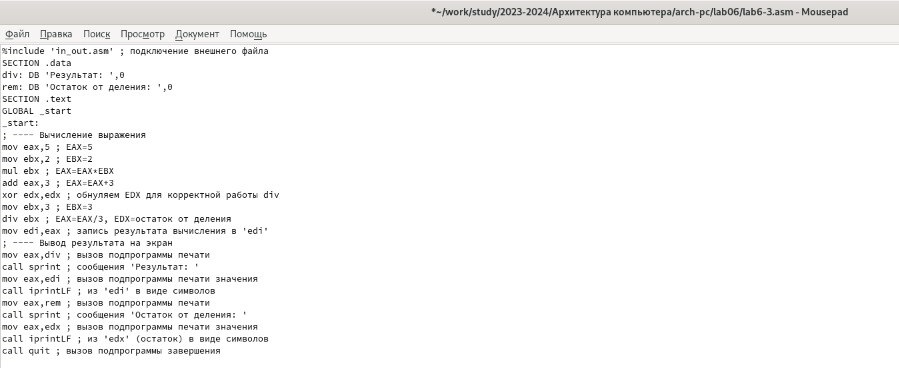 *~/work/study/2023-2024/Архитектура компьютера/arch-pc/lab06/lab6-3.asm - Mousepad
Файл Правка Поиск Просмотр Документ Помощь
%include 'in_out.asm' ; подключение внешнего файла
SECTION .data
div: DB 'Результат: ',0
rem: DB 'Остаток от деления: ',0
SECTION .text
GLOBAL _start
_start:
; ---- Вычисление выражения
mov eax,5 ; EAX=5
mov ebx,2 ; EBX=2
mul ebx ; EAX=EAX*EBX
add eax,3 ; EAX=EAX+3
xor edx,edx ; обнуляем EDX для корректной работы div
mov ebx,3 ; EBX=3
div ebx ; EAX=EAX/3, EDX=остаток от деления
mov edi,eax ; запись результата вычисления в 'edi'
; ---- Вывод результата на экран
mov eax,div ; вызов подпрограммы печати
call sprint ; сообщения 'Результат: '
mov eax,edi ; вызов подпрограммы печати значения
call iprintLF ; из 'edi' в виде символов
mov eax,rem ; вызов подпрограммы печати
call sprint ; сообщения 'Остаток от деления: '
mov eax,edx ; вызов подпрограммы печати значения
call iprintLF ; из 'edx' (остаток) в виде символов
call quit ; вызов подпрограммы завершения